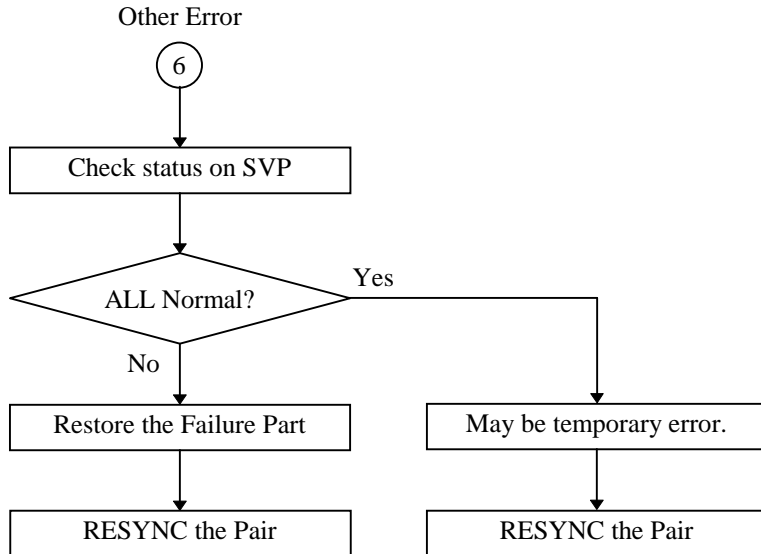 Other Error
6
Check status on SVP
ALL Normal?
Yes
No
Restore the Failure Part
May be temporary error.
RESYNC the Pair
RESYNC the Pair